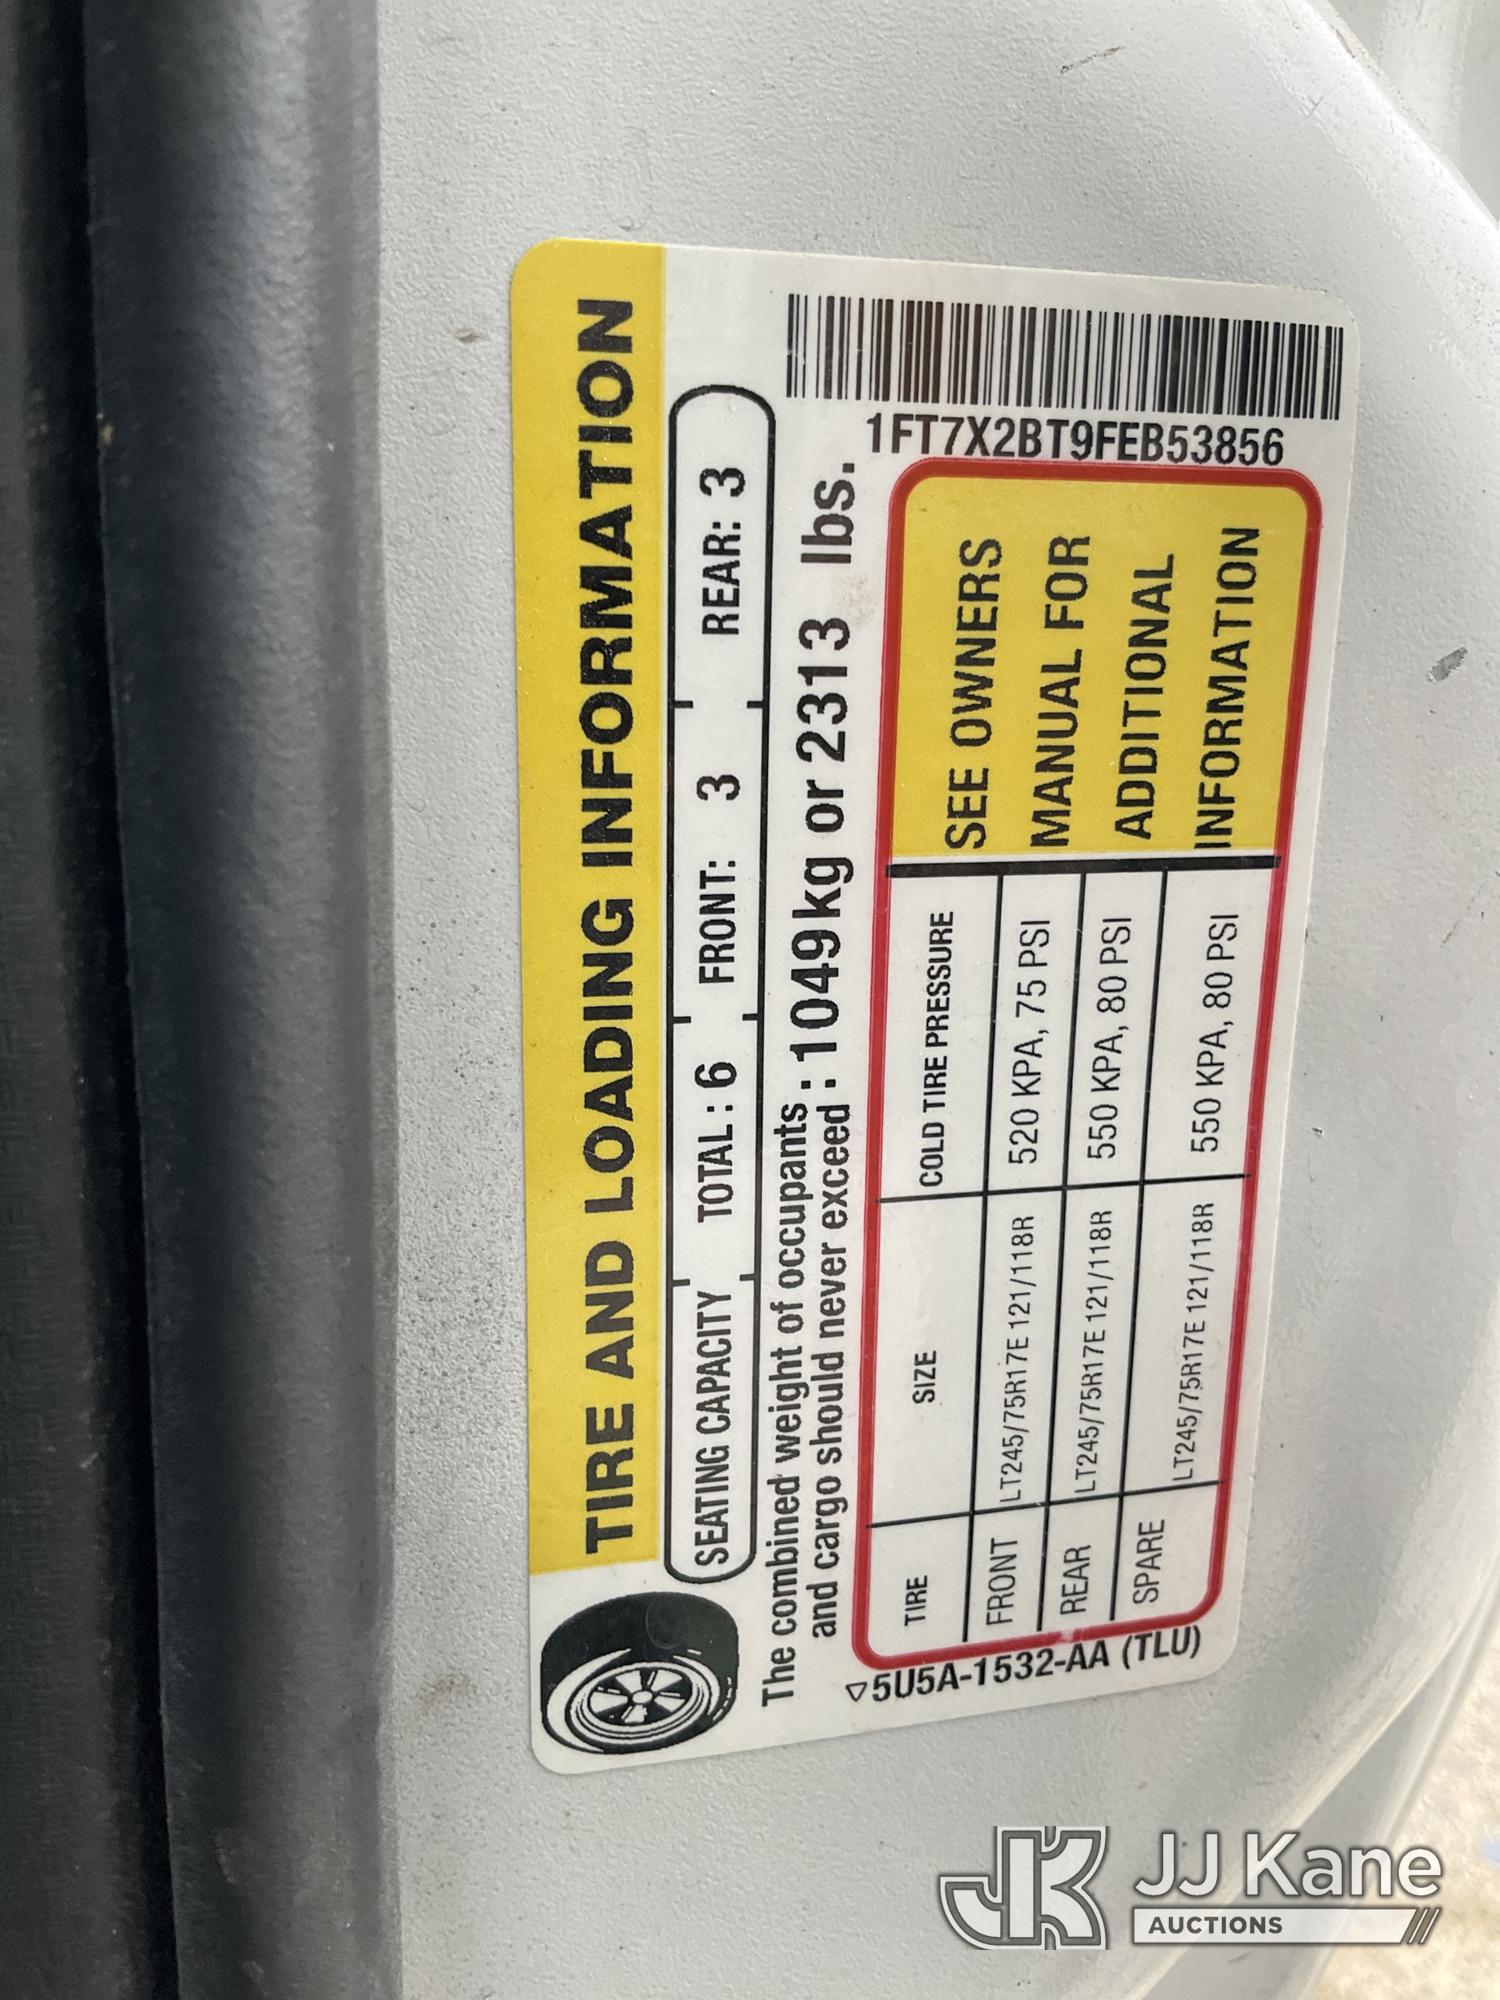 TIRE AND LOADING INFORMATION
SEATING CAPACITY TOTAL : 6 FRONT: 3 REAR: 3
The combined weight of occupants
and cargo should never exceed : 1049kg or 2313 lbs.
1FT7X2BT9FEB53856
TIRE SIZE COLD TIRE PRESSURE
FRONT LT245/75R17E 121/118R 520 KPA, 75 PSI
REAR LT245/75R17E 121/118R 550 KPA, 80 PSI
SPARE LT245/75R17E 121/118R 550 KPA, 80 PSI
SEE OWNERS
MANUAL FOR
ADDITIONAL
INFORMATION
5U5A-1532-AA (TLU)
JK JJ Kane
AUCTIONS